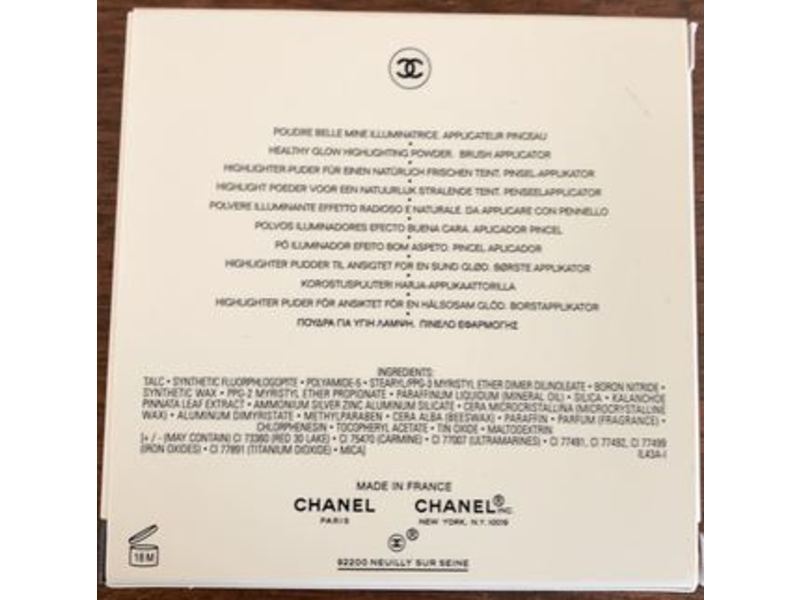 POUDRE BELLE MINE ILLUMINATRICE. APPLICATEUR PINCEAU
HEALTHY GLOW HIGHLIGHTING POWDER. BRUSH APPLICATOR
HIGHLIGHTER-PUDER FÜR EINEN NATÜRLICH FRISCHEN TEINT. PINSEL-APPLIKATOR
HIGHLIGHT POEDER VOOR EEN NATUURLIJK STRALENDE TEINT. PENSEELAPPLICATOR
POLVERE ILLUMINANTE EFFETTO RADIOSO E NATURALE. DA APPLICARE CON PENNELLO
POLVOS ILUMINADORES EFECTO BUENA CARA. APLICADOR PINCEL
PÓ ILUMINADOR EFEITO BOM ASPETO. PINCEL APLICADOR
HIGHLIGHTER PUDDER TIL ANSIGTET FOR EN SUND GLØD. BØRSTE APPLIKATOR
KOROSTUSPUUTERI HARJA-APPLIKAATTORILLA
HIGHLIGHTER PUDER FÖR ANSIKTET FÖR EN HÄLSOSAM GLÖD. BORSTAPPLIKATOR
ΠΟΥΔΡΑ ΓΙΑ ΥΓΙΗ ΛΑΜΨΗ. ΠΙΝΕΛΟ ΕΦΑΡΜΟΓΗΣ
INGREDIENTS:
TALC • SYNTHETIC FLUORPHLOGOPITE • POLYAMIDE-5 • STEARYL/PPG-3 MYRISTYL ETHER DIMER DILINOLEATE • BORON NITRIDE •
SYNTHETIC WAX • PPG-2 MYRISTYL ETHER PROPIONATE • PARAFFINUM LIQUIDUM (MINERAL OIL) • SILICA • KALANCHOE
PINNATA LEAF EXTRACT • AMMONIUM SILVER ZINC ALUMINUM SILICATE • CERA MICROCRISTALLINA (MICROCRYSTALLINE
WAX) • ALUMINUM DIMYRISTATE • METHYLPARABEN • CERA ALBA (BEESWAX) • PARAFFIN • PARFUM (FRAGRANCE) •
CHLORPHENESIN • TOCOPHERYL ACETATE • TIN OXIDE • MALTODEXTRIN
[+ / - (MAY CONTAIN) CI 73360 (RED 30 LAKE) • CI 75470 (CARMINE) • CI 77007 (ULTRAMARINES) • CI 77491, CI 77492, CI 77499
(IRON OXIDES) • CI 77891 (TITANIUM DIOXIDE) • MICA] IL43A-I
MADE IN FRANCE
CHANEL CHANEL® INC.
PARIS NEW YORK, N.Y. 10019
®
18 M
92200 NEUILLY SUR SEINE